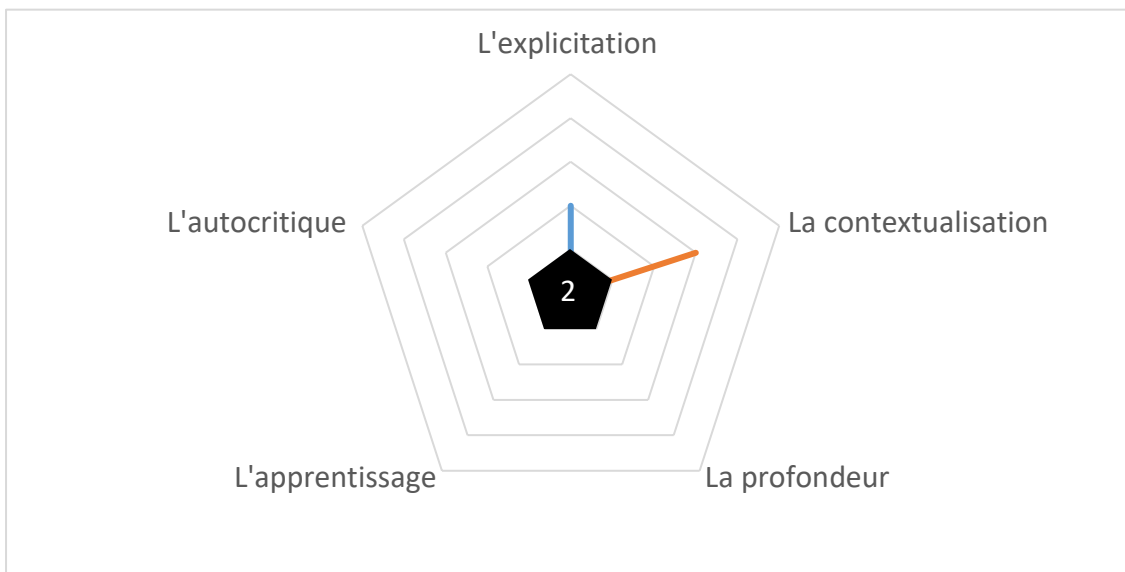 L'explicitation
L'autocritique
La contextualisation
2
L'apprentissage
La profondeur